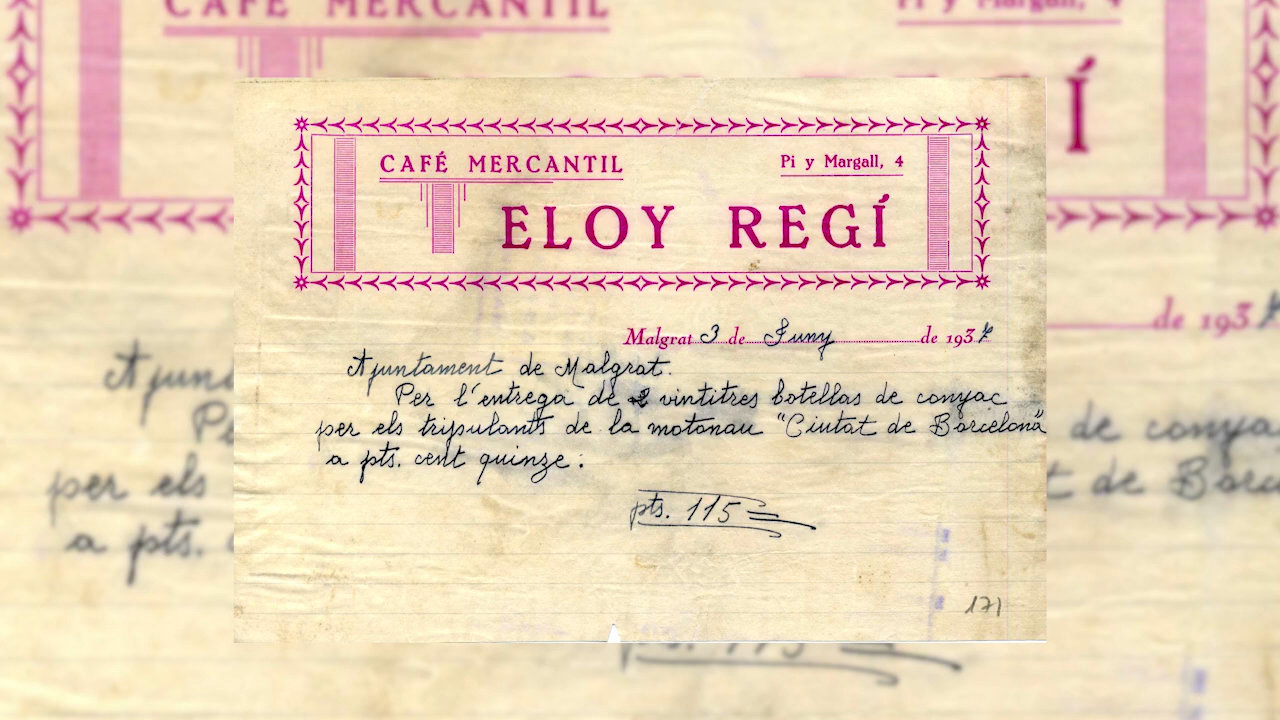 CAFÉ MERCANTIL
Pi y Margall, 4
ELOY REGÍ
Malgrat 3 de Juny de 1937
Ajuntament de Malgrat.
Per l'entrega de vintitres botellas de conyac
per els tripulants de la motonau "Ciutat de Barcelona"
a pts. cent quinze.
pts. 115=
171